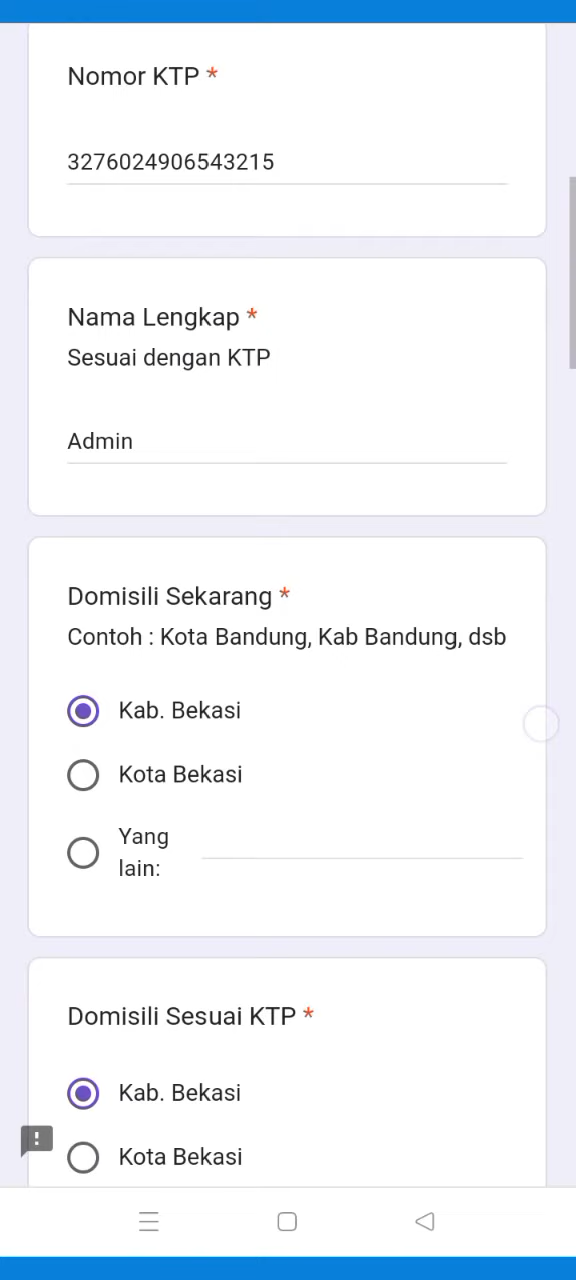 Nomor KTP *
3276024906543215
Nama Lengkap *
Sesuai dengan KTP
Admin
Domisili Sekarang *
Contoh : Kota Bandung, Kab Bandung, dsb
Kab. Bekasi
Kota Bekasi
Yang
lain:
Domisili Sesuai KTP *
Kab. Bekasi
Kota Bekasi